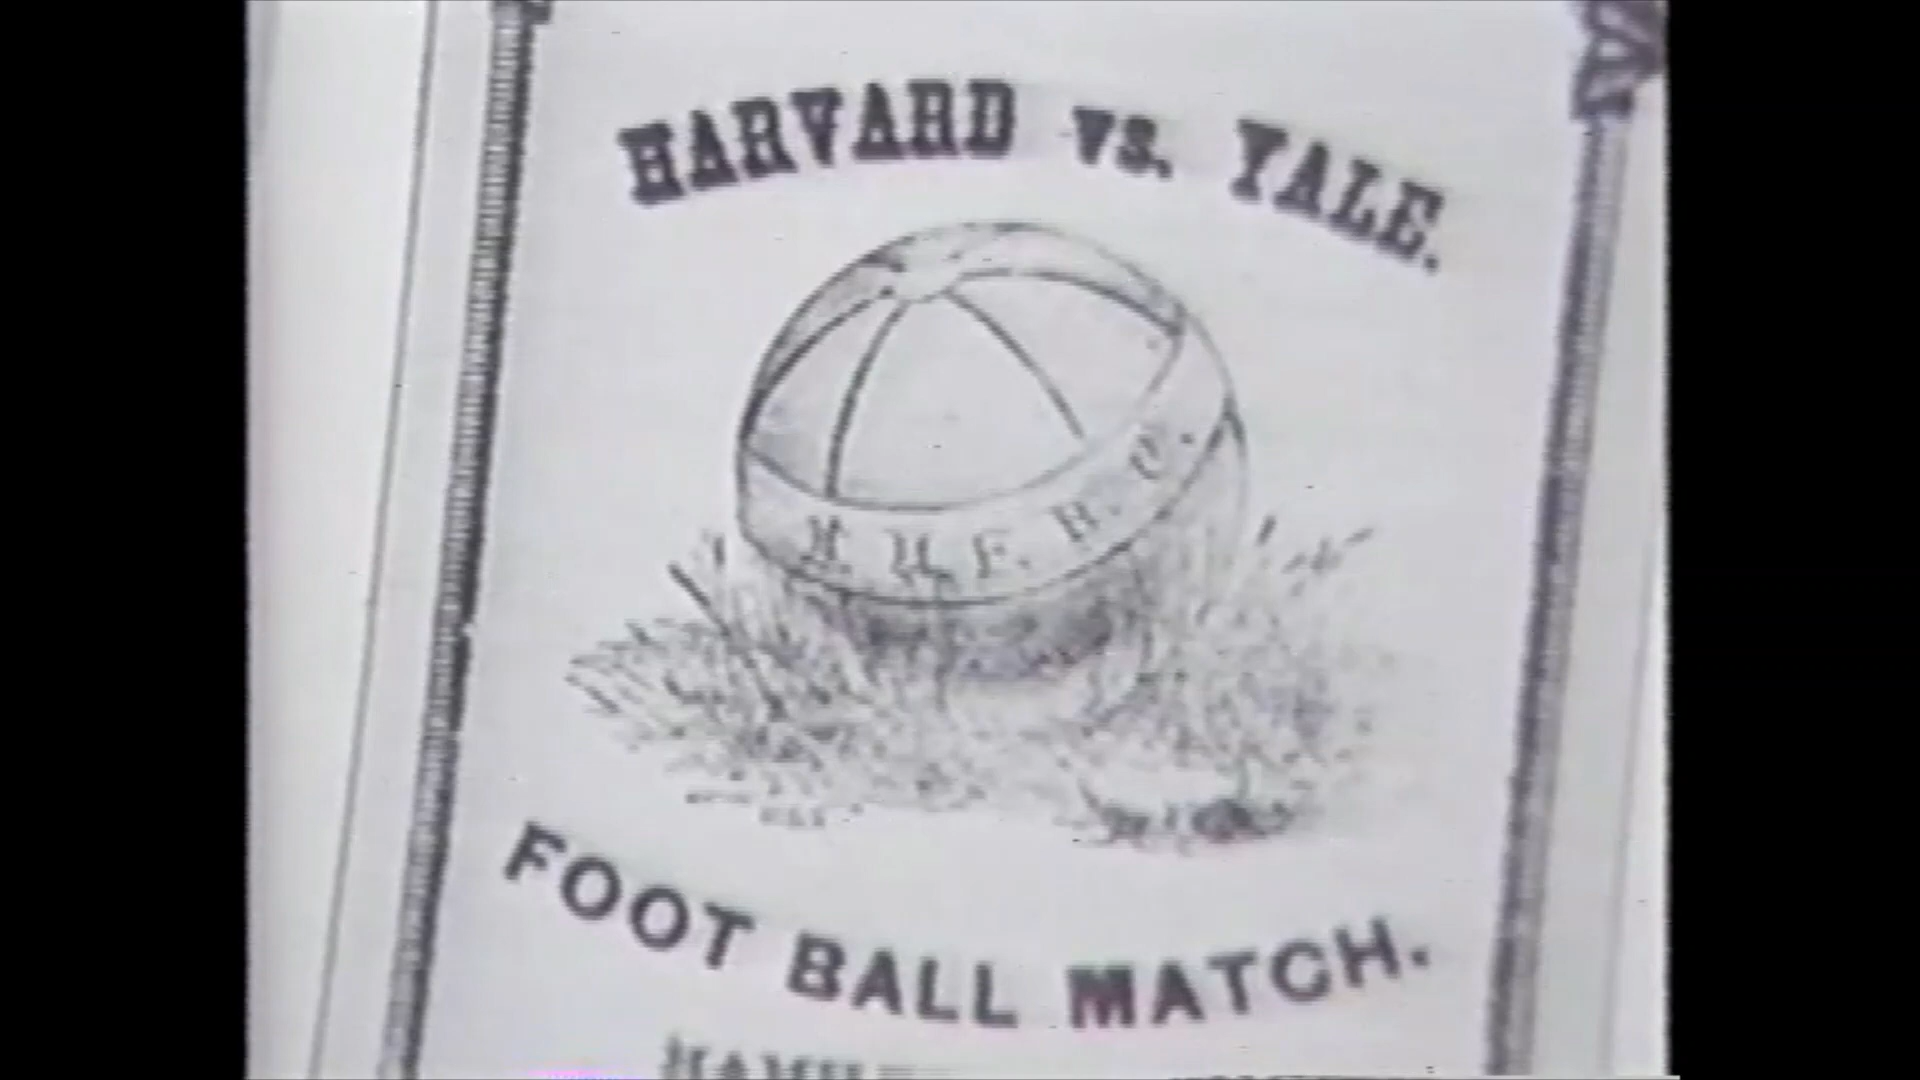 HARVARD vs. YALE.
F. B. C.
FOOT BALL MATCH.